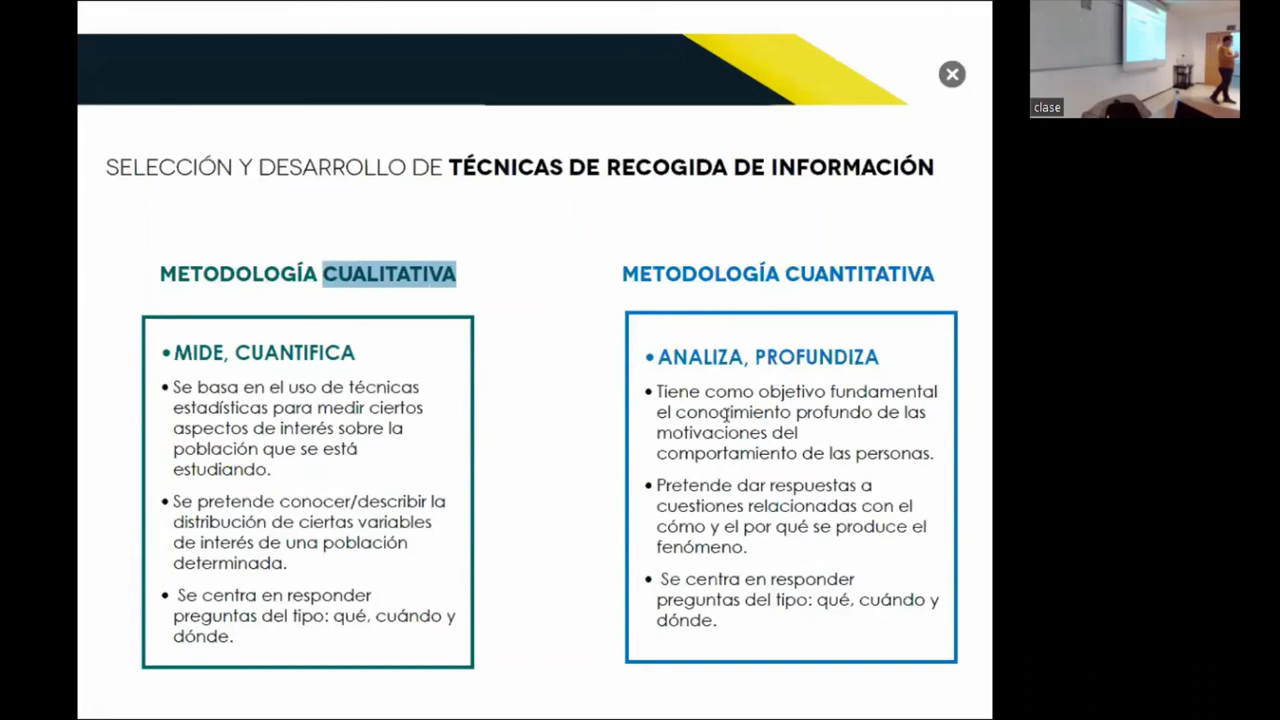 SELECCIÓN Y DESARROLLO DE TÉCNICAS DE RECOGIDA DE INFORMACIÓN
METODOLOGÍA CUALITATIVA
•MIDE, CUANTIFICA
• Se basa en el uso de técnicas
estadísticas para medir ciertos
aspectos de interés sobre la
población que se está
estudiando.
• Se pretende conocer/describir la
distribución de ciertas variables
de interés de una población
determinada.
• Se centra en responder
preguntas del tipo: qué, cuándo y
dónde.
METODOLOGÍA CUANTITATIVA
• ANALIZA, PROFUNDIZA
• Tiene como objetivo fundamental
el conocimiento profundo de las
motivaciones del
comportamiento de las personas.
• Pretende dar respuestas a
cuestiones relacionadas con el
cómo y el por qué se produce el
fenómeno.
• Se centra en responder
preguntas del tipo: qué, cuándo y
dónde.
clase